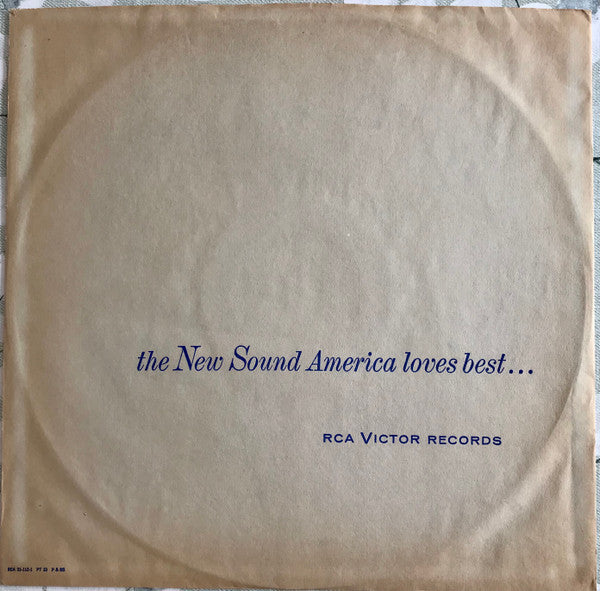 the New Sound America loves best...
RCA VICTOR RECORDS